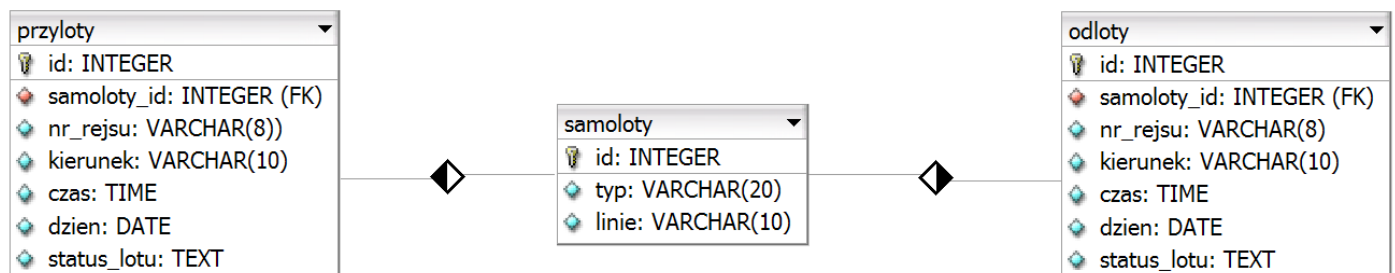 przyloty
id: INTEGER
samoloty_id: INTEGER (FK)
nr_rejsu: VARCHAR(8))
kierunek: VARCHAR(10)
czas: TIME
dzien: DATE
status_lotu: TEXT
samoloty
id: INTEGER
typ: VARCHAR(20)
linie: VARCHAR(10)
odloty
id: INTEGER
samoloty_id: INTEGER (FK)
nr_rejsu: VARCHAR(8)
kierunek: VARCHAR(10)
czas: TIME
dzien: DATE
status_lotu: TEXT